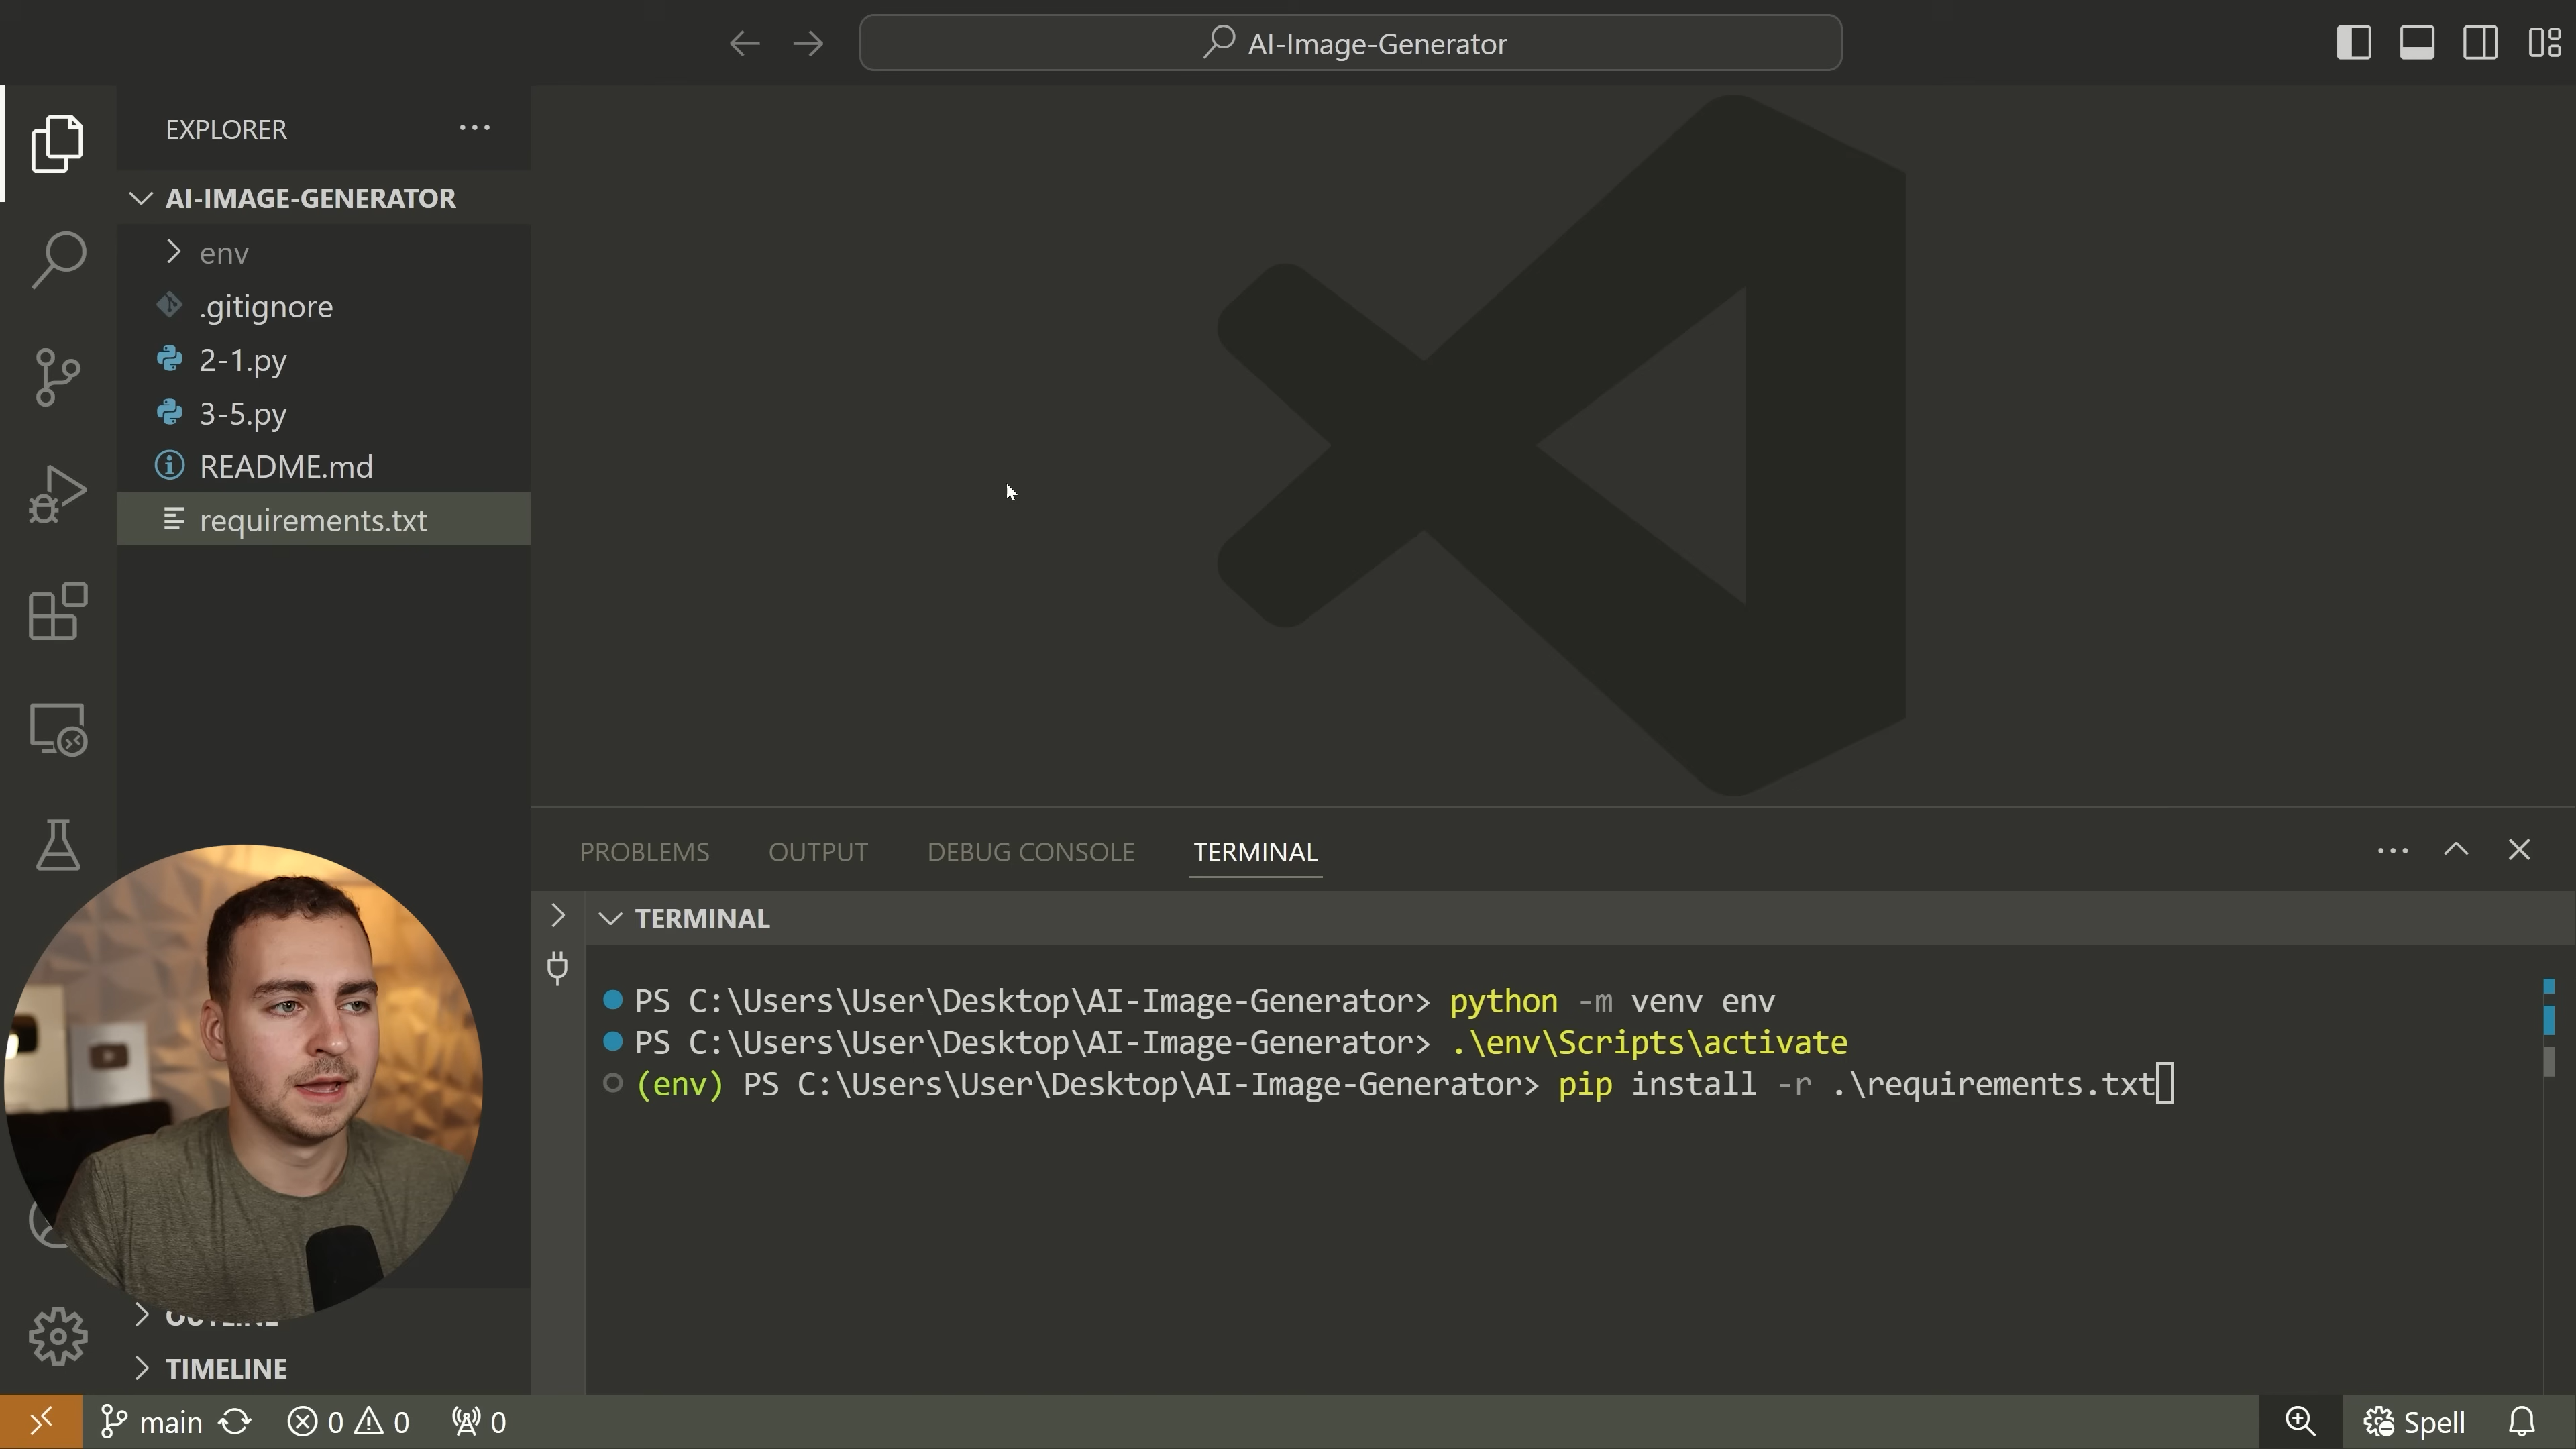 AI-Image-Generator
EXPLORER
AI-IMAGE-GENERATOR
env
.gitignore
2-1.py
3-5.py
README.md
requirements.txt
PROBLEMS OUTPUT DEBUG CONSOLE TERMINAL
TERMINAL
PS C:\Users\User\Desktop\AI-Image-Generator> python -m venv env
PS C:\Users\User\Desktop\AI-Image-Generator> .\env\Scripts\activate
(env) PS C:\Users\User\Desktop\AI-Image-Generator> pip install -r .\requirements.txt
OUTLINE
TIMELINE
main 0 0 0 Spell